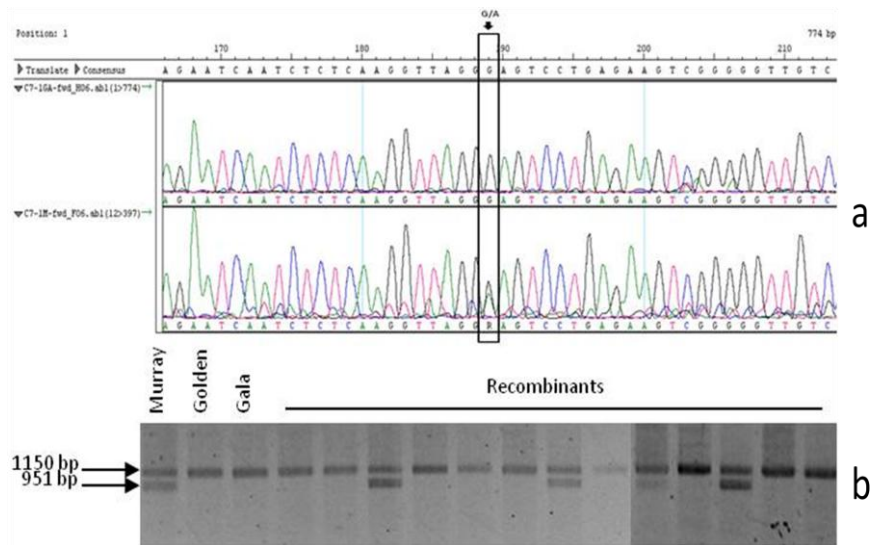 G/A
Position: 1
774 bp
170 180 190 200 210
Translate Consensus A G A A T C A A T C T C T C A A G G T T A G G G A G T C C T G A G A A G T C G G G G G T T G T C
C7-1GA-fwd_H06.ab1(1>774)
A G A A T C A A T C T C T C A A G G T T A G G G A G T C C T G A G A A G T C G G G G G T T G T C
C7-1M-fwd_F06.ab1(12>397)
A G A A T C A A T C T C T C A A G G T T A G G R A G T C C T G A G A A G T C G G G G G T T G T C
a
Murray
Golden
Gala
Recombinants
1150 bp
951 bp
b